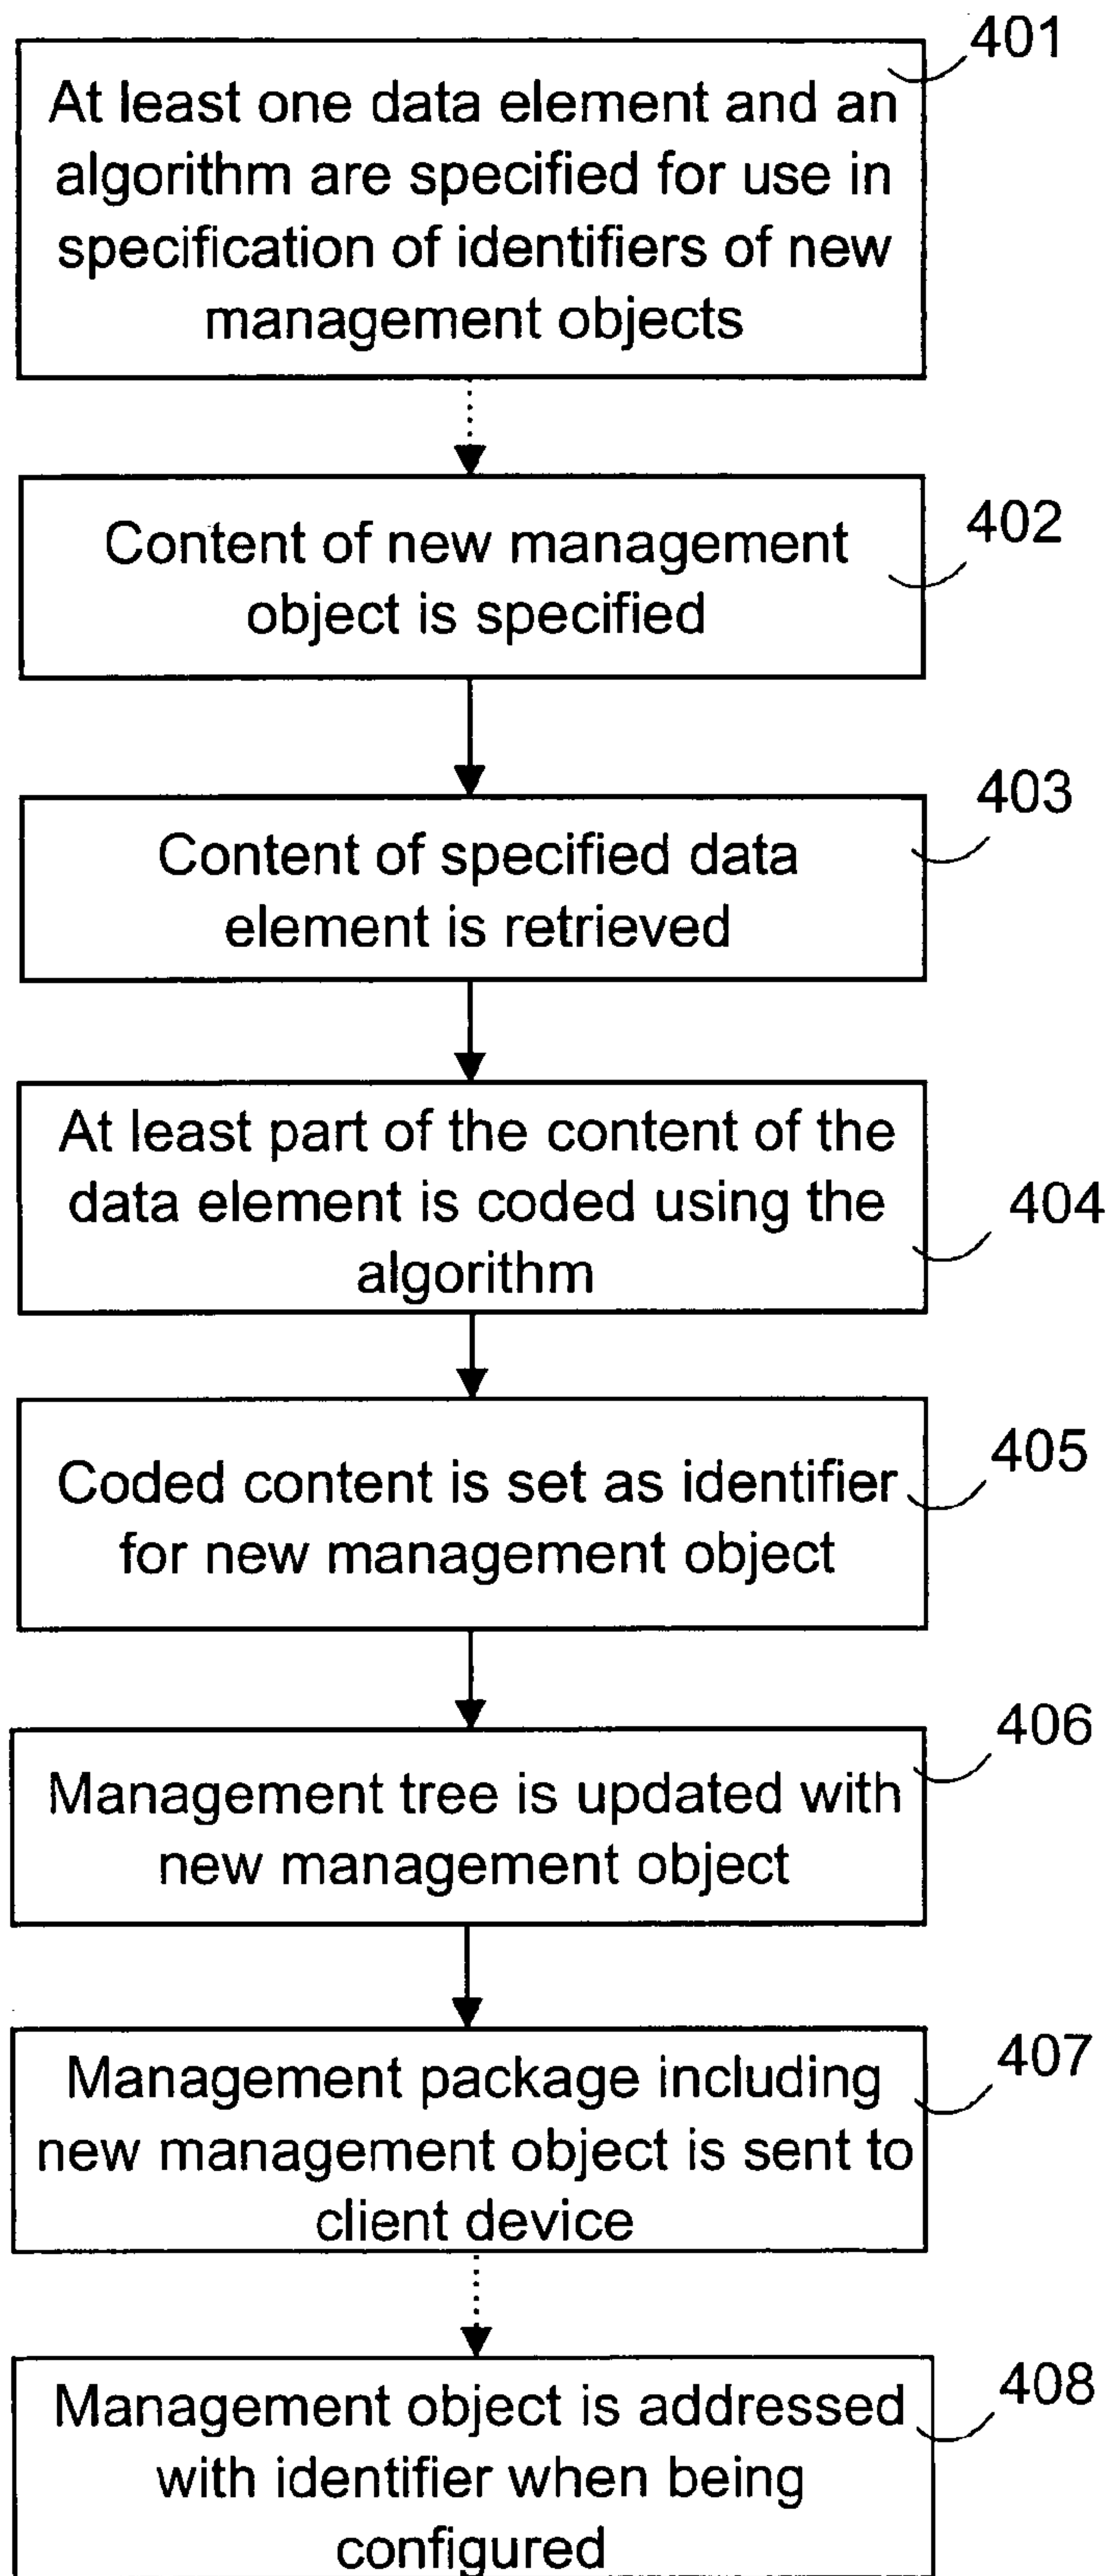 401
At least one data element and an
algorithm are specified for use in
specification of identifiers of new
management objects
402
Content of new management
object is specified
403
Content of specified data
element is retrieved
At least part of the content of the
data element is coded using the
algorithm
404
405
Coded content is set as identifier
for new management object
406
Management tree is updated with
new management object
407
Management package including
new management object is sent to
client device
408
Management object is addressed
with identifier when being
configured